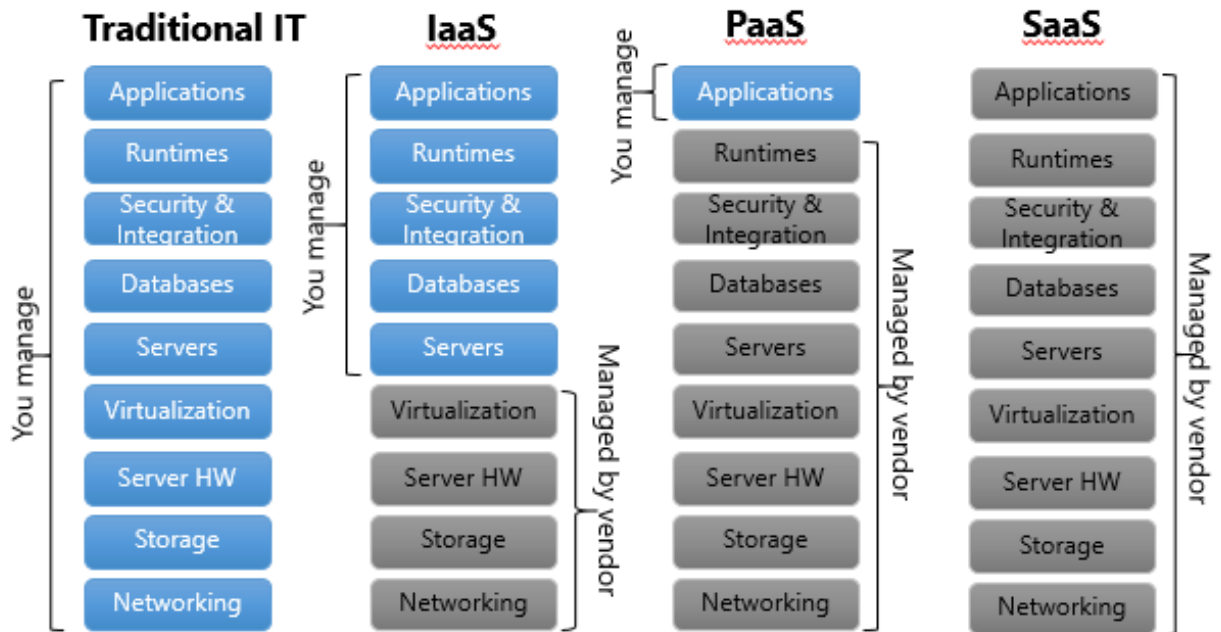 Traditional IT
IaaS
PaaS
SaaS
You manage
Applications
Runtimes
Security &
Integration
Databases
Servers
Virtualization
Server HW
Storage
Networking
You manage
Applications
Runtimes
Security &
Integration
Databases
Servers
Virtualization
Server HW
Storage
Networking
Managed by vendor
You manage
Applications
Runtimes
Security &
Integration
Databases
Servers
Virtualization
Server HW
Storage
Networking
Managed by vendor
Applications
Runtimes
Security &
Integration
Databases
Servers
Virtualization
Server HW
Storage
Networking
Managed by vendor